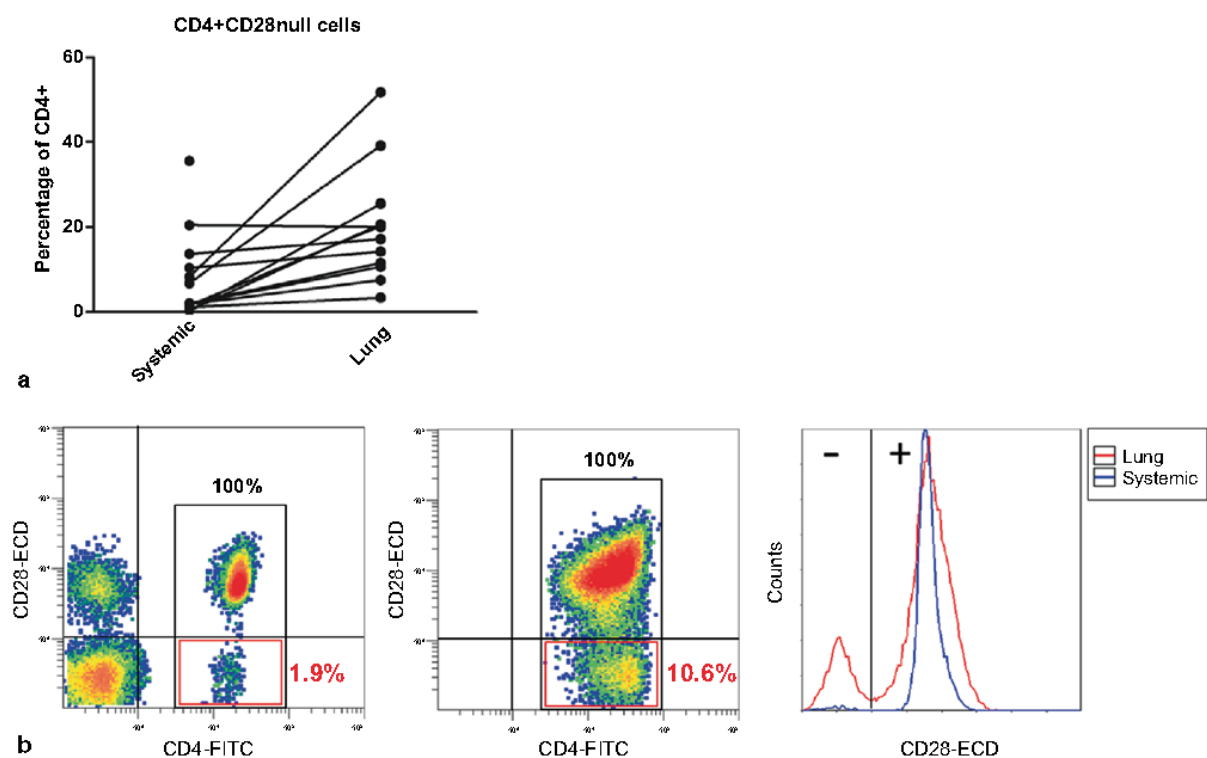 CD4+CD28null cells
Percentage of CD4+
60
40
20
0
Systemic
Lung
a
100%
CD28-ECD
1.9%
CD4-FITC
100%
CD28-ECD
10.6%
CD4-FITC
- +
Counts
CD28-ECD
Lung
Systemic
b